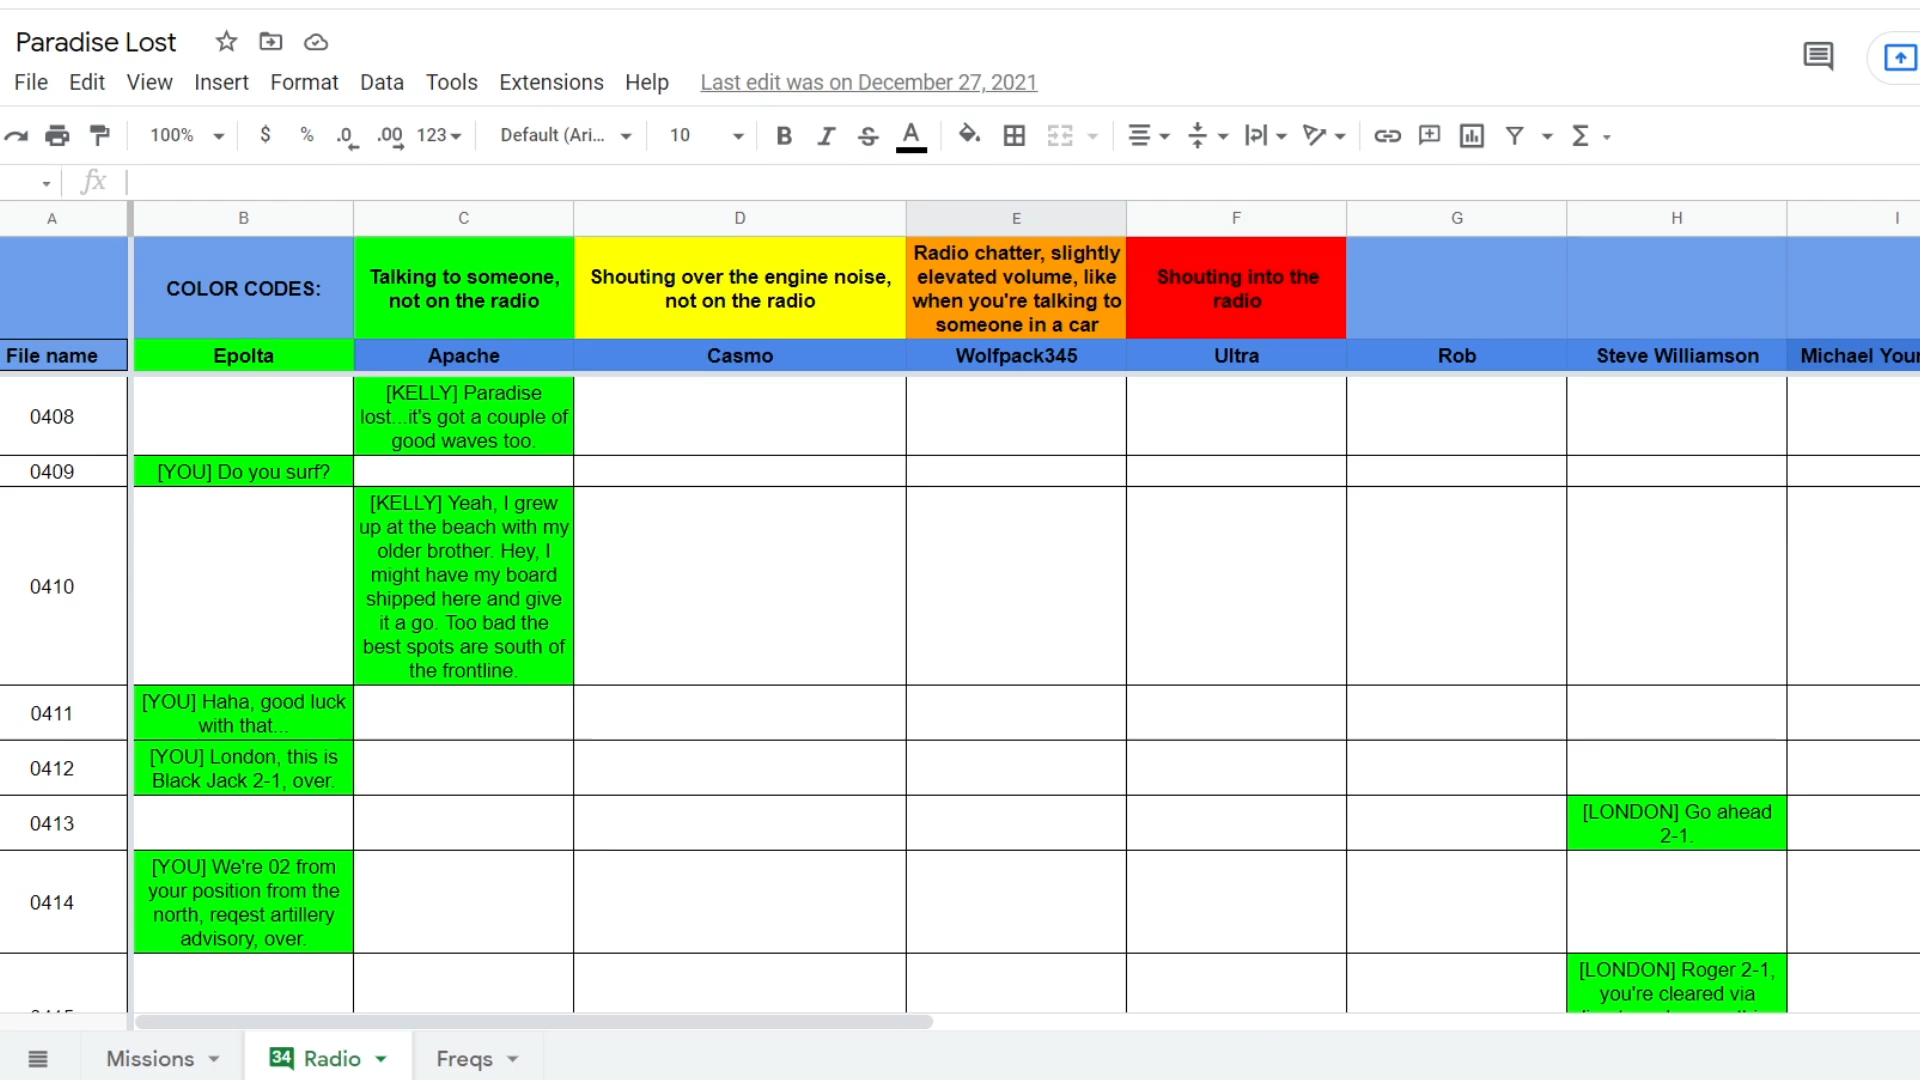 Paradise Lost
File Edit View Insert Format Data Tools Extensions Help Last edit was on December 27, 2021
100% $ % .0 .00 123 Default (Ari... 10 B I S A Σ
fx
A B C D E F G H I
COLOR CODES:
Talking to someone,
not on the radio
Shouting over the engine noise,
not on the radio
Radio chatter, slightly
elevated volume, like
when you're talking to
someone in a car
Shouting into the
radio
File name Epolta Apache Casmo Wolfpack345 Ultra Rob Steve Williamson Michael Your
0408
[KELLY] Paradise
lost...it's got a couple of
good waves too.
0409 [YOU] Do you surf?
0410
[KELLY] Yeah, I grew
up at the beach with my
older brother. Hey, I
might have my board
shipped here and give
it a go. Too bad the
best spots are south of
the frontline.
0411
[YOU] Haha, good luck
with that...
0412
[YOU] London, this is
Black Jack 2-1, over.
0413
[LONDON] Go ahead
2-1.
0414
[YOU] We're 02 from
your position from the
north, reqest artillery
advisory, over.
[LONDON] Roger 2-1,
you're cleared via
Missions 34 Radio Freqs